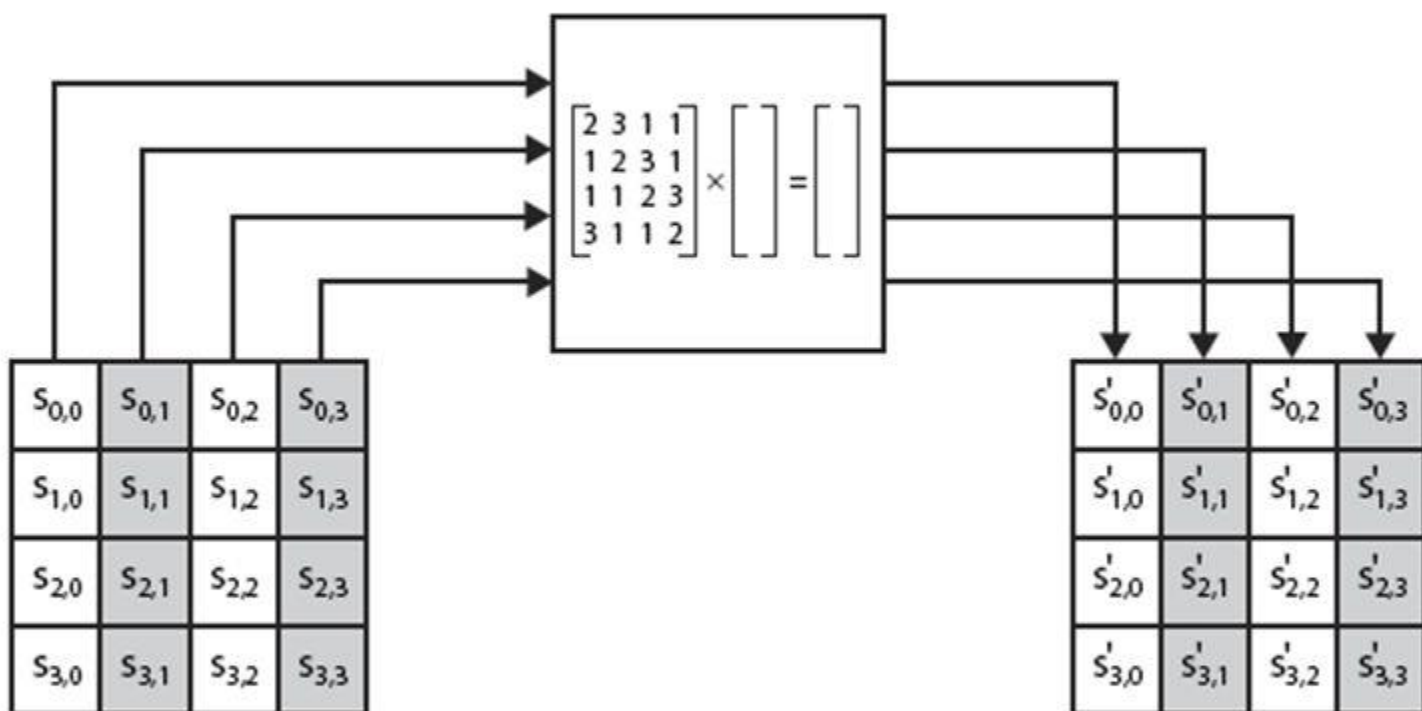 2 3 1 1
1 2 3 1
1 1 2 3
3 1 1 2
× =
S0,0 S0,1 S0,2 S0,3
S1,0 S1,1 S1,2 S1,3
S2,0 S2,1 S2,2 S2,3
S3,0 S3,1 S3,2 S3,3
S'0,0 S'0,1 S'0,2 S'0,3
S'1,0 S'1,1 S'1,2 S'1,3
S'2,0 S'2,1 S'2,2 S'2,3
S'3,0 S'3,1 S'3,2 S'3,3